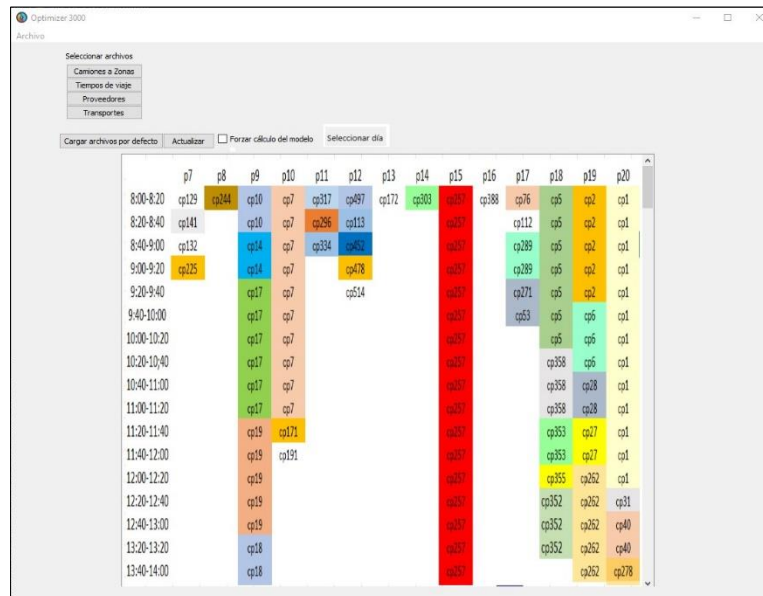 Optimizer 3000
Archivo
Seleccionar archivos
Camiones a Zonas
Tiempos de viaje
Proveedores
Transportes
Cargar archivos por defecto Actualizar Forzar cálculo del modelo Seleccionar día
p7 p8 p9 p10 p11 p12 p13 p14 p15 p16 p17 p18 p19 p20
8:00-8:20 cp129 cp244 cp10 cp7 cp317 cp497 cp172 cp303 cp257 cp388 cp76 cp5 cp2 cp1
8:20-8:40 cp141 cp10 cp7 cp296 cp113 cp257 cp112 cp5 cp2 cp1
8:40-9:00 cp132 cp14 cp7 cp334 cp452 cp257 cp289 cp5 cp2 cp1
9:00-9:20 cp225 cp14 cp7 cp478 cp257 cp289 cp5 cp2 cp1
9:20-9:40 cp17 cp7 cp514 cp257 cp271 cp5 cp2 cp1
9:40-10:00 cp17 cp7 cp257 cp53 cp5 cp6 cp1
10:00-10:20 cp17 cp7 cp257 cp5 cp6 cp1
10:20-10:40 cp17 cp7 cp257 cp358 cp6 cp1
10:40-11:00 cp17 cp7 cp257 cp358 cp28 cp1
11:00-11:20 cp17 cp7 cp257 cp358 cp28 cp1
11:20-11:40 cp19 cp171 cp257 cp353 cp27 cp1
11:40-12:00 cp19 cp191 cp257 cp353 cp27 cp1
12:00-12:20 cp19 cp257 cp355 cp262 cp1
12:20-12:40 cp19 cp257 cp352 cp262 cp31
12:40-13:00 cp19 cp257 cp352 cp262 cp40
13:20-13:20 cp18 cp257 cp352 cp262 cp40
13:40-14:00 cp18 cp257 cp262 cp278